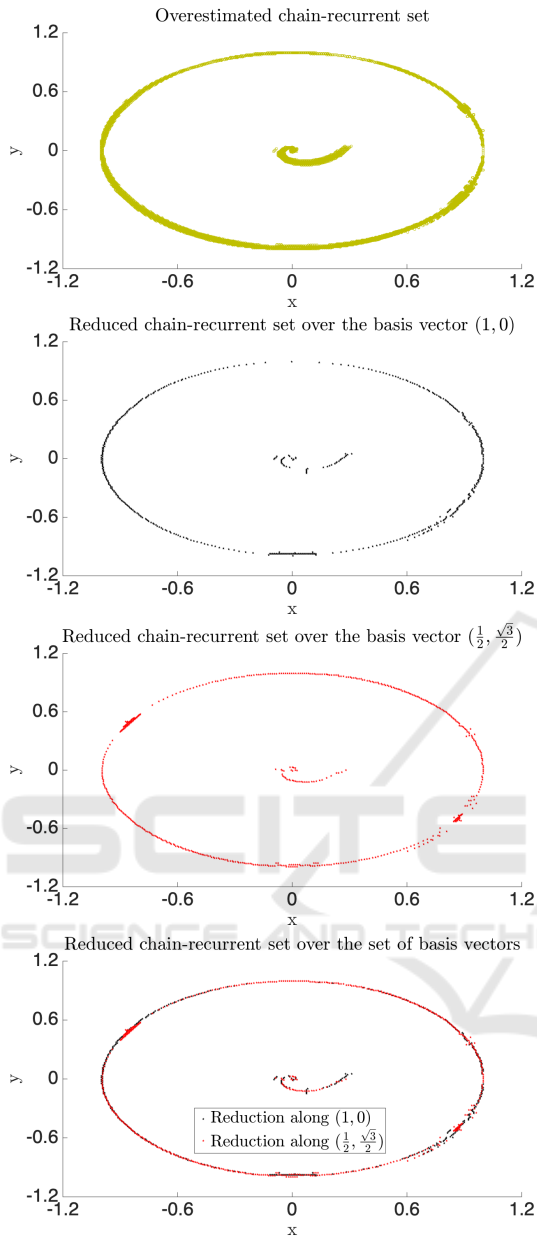 Overestimated chain-recurrent set
1.2
0.6
y
0
-0.6
-1.2
-1.2 -0.6 0 0.6 1.2
x
Reduced chain-recurrent set over the basis vector (1, 0)
1.2
0.6
y
0
-0.6
-1.2
-1.2 -0.6 0 0.6 1.2
x
Reduced chain-recurrent set over the basis vector (1/2, √3/2)
1.2
0.6
y
0
-0.6
-1.2
-1.2 -0.6 0 0.6 1.2
x
SCITE
SCIENCE AND TECH
Reduced chain-recurrent set over the set of basis vectors
1.2
0.6
y
0
-0.6
-1.2
Reduction along (1, 0)
Reduction along (1/2, √3/2)
-1.2 -0.6 0 0.6 1.2
x